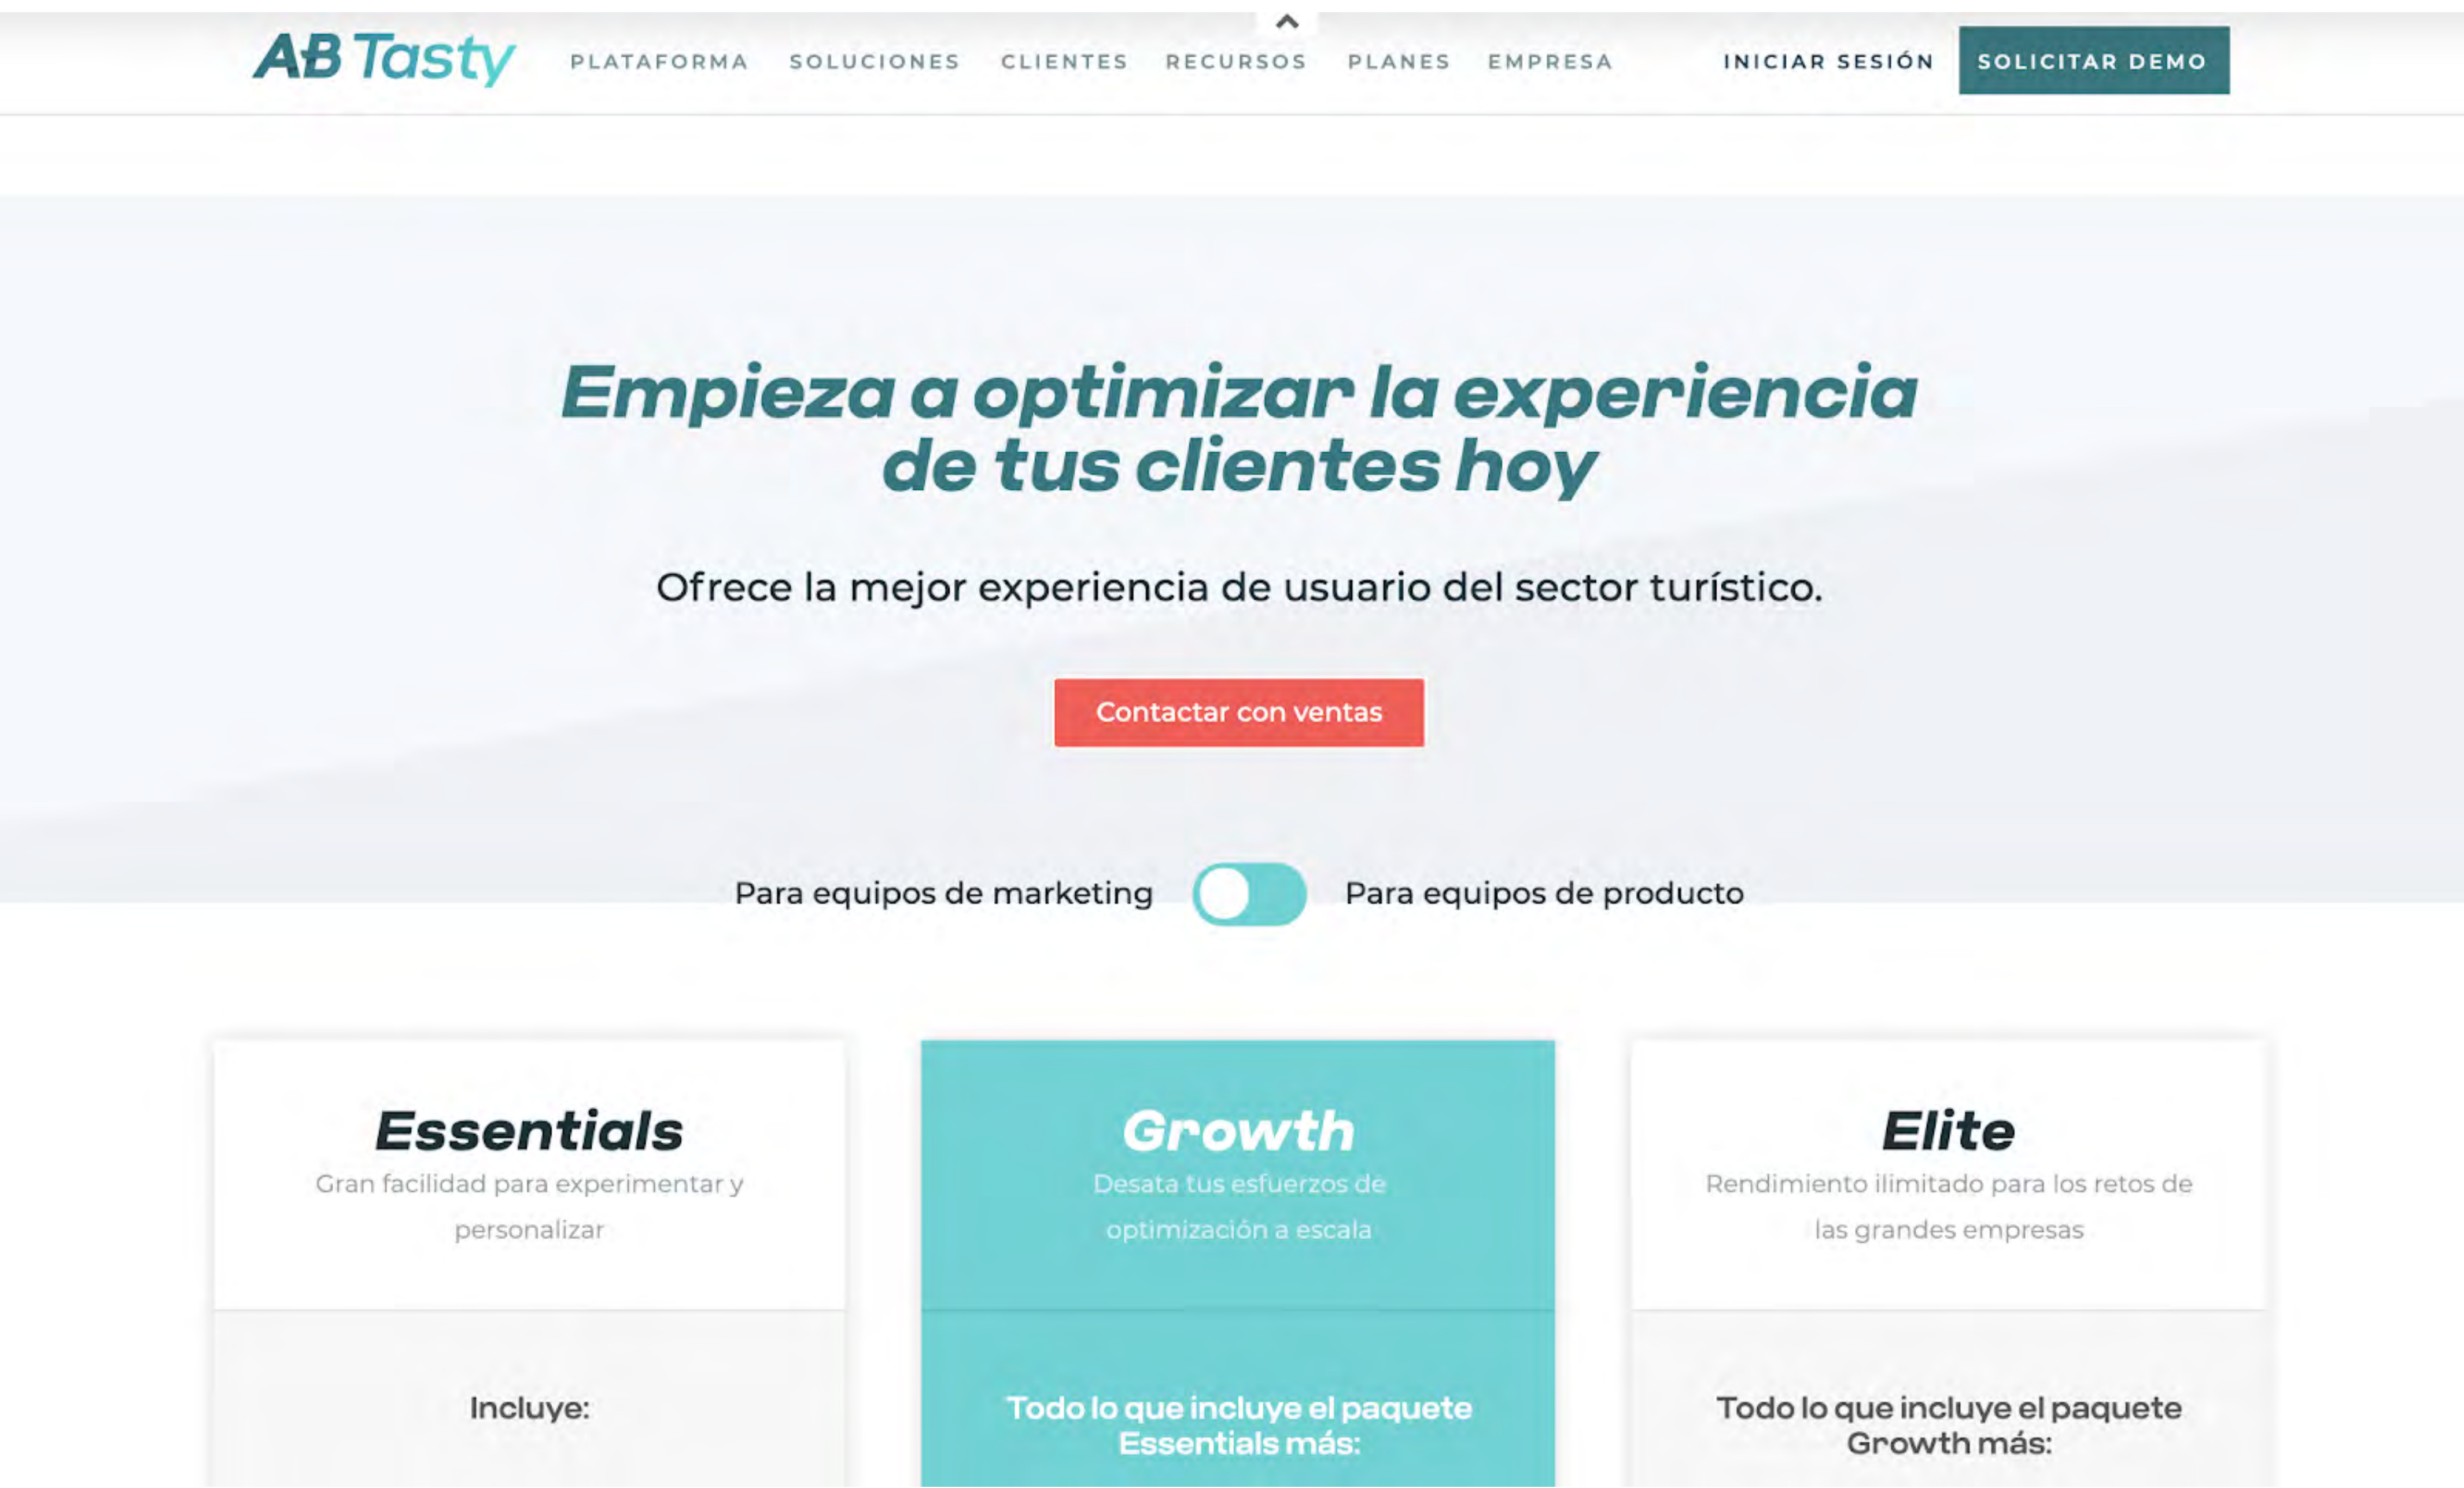 AB Tasty PLATAFORMA SOLUCIONES CLIENTES RECURSOS PLANES EMPRESA INICIAR SESIÓN SOLICITAR DEMO
Empieza a optimizar la experiencia
de tus clientes hoy
Ofrece la mejor experiencia de usuario del sector turístico.
Contactar con ventas
Para equipos de marketing Para equipos de producto
Essentials
Gran facilidad para experimentar y
personalizar
Incluye:
Growth
Desata tus esfuerzos de
optimización a escala
Todo lo que incluye el paquete
Essentials más:
Elite
Rendimiento ilimitado para los retos de
las grandes empresas
Todo lo que incluye el paquete
Growth más: